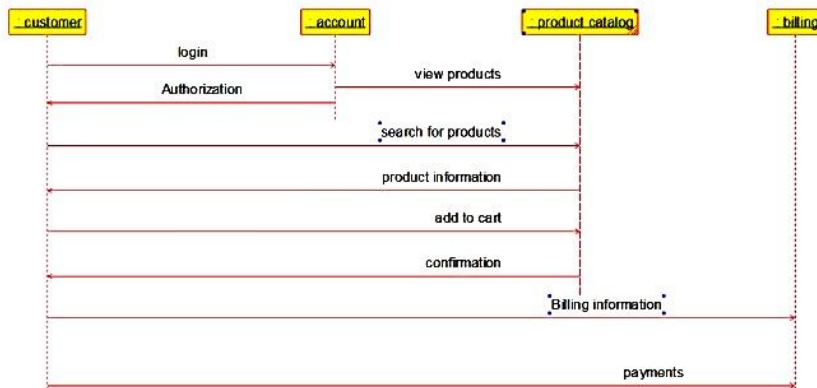 : customer
: account
: product catalog
: billing
login
view products
Authorization
search for products
product information
add to cart
confirmation
Billing information
payments